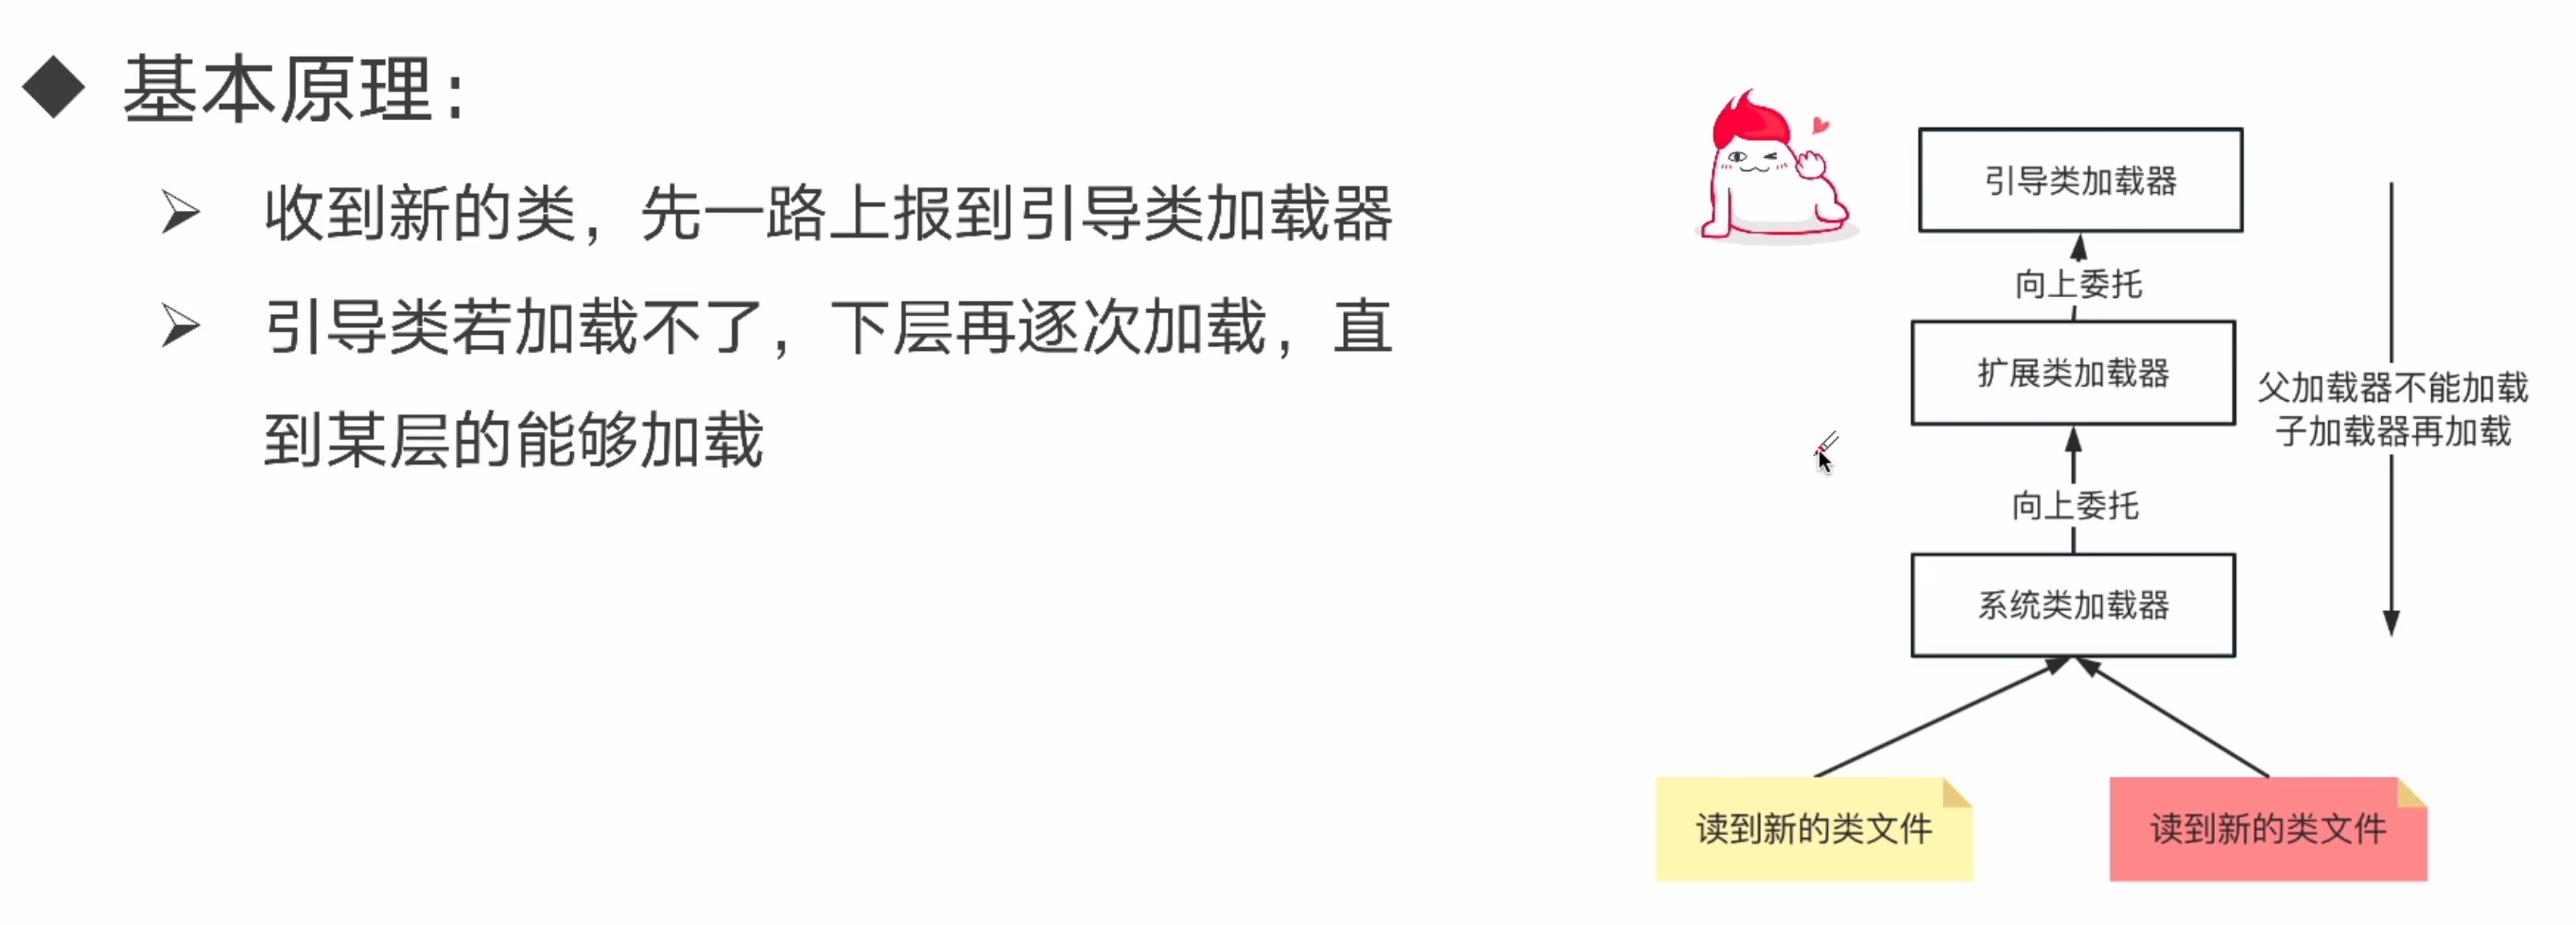 基本原理：
收到新的类，先一路上报到引导类加载器
引导类若加载不了，下层再逐次加载，直
到某层的能够加载
引导类加载器
向上委托
扩展类加载器
父加载器不能加载
子加载器再加载
向上委托
系统类加载器
读到新的类文件
读到新的类文件